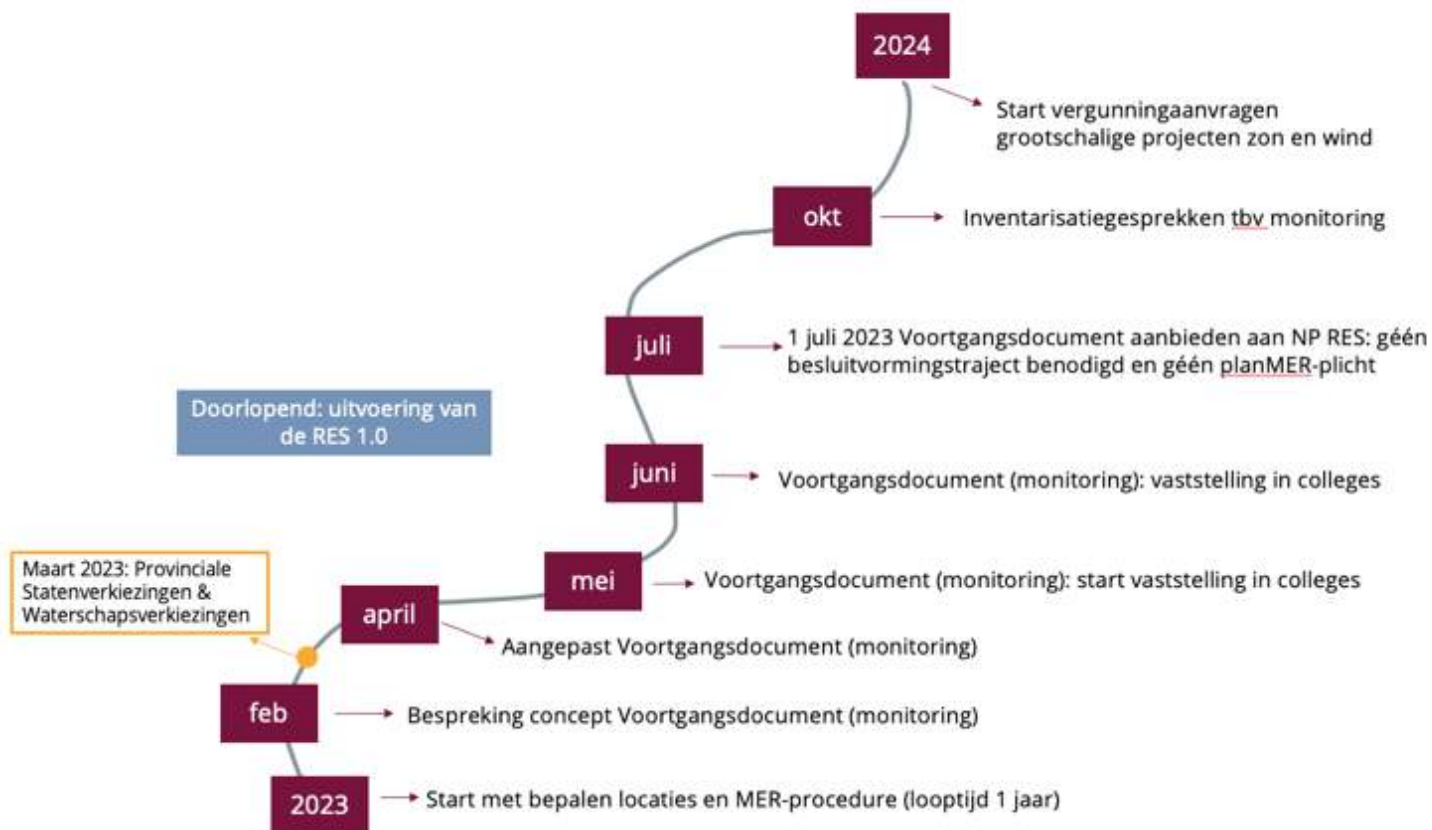 2024
Start vergunningaanvragen
grootschalige projecten zon en wind
okt
Inventarisatiegesprekken tbv monitoring
juli
1 juli 2023 Voortgangsdocument aanbieden aan NP RES: géén
besluitvormingstraject benodigd en géén planMER-plicht
Doorlopend: uitvoering van
de RES 1.0
juni
Voortgangsdocument (monitoring): vaststelling in colleges
Maart 2023: Provinciale
Statenverkiezingen &
Waterschapsverkiezingen
mei
Voortgangsdocument (monitoring): start vaststelling in colleges
april
Aangepast Voortgangsdocument (monitoring)
feb
Bespreking concept Voortgangsdocument (monitoring)
2023
Start met bepalen locaties en MER-procedure (looptijd 1 jaar)